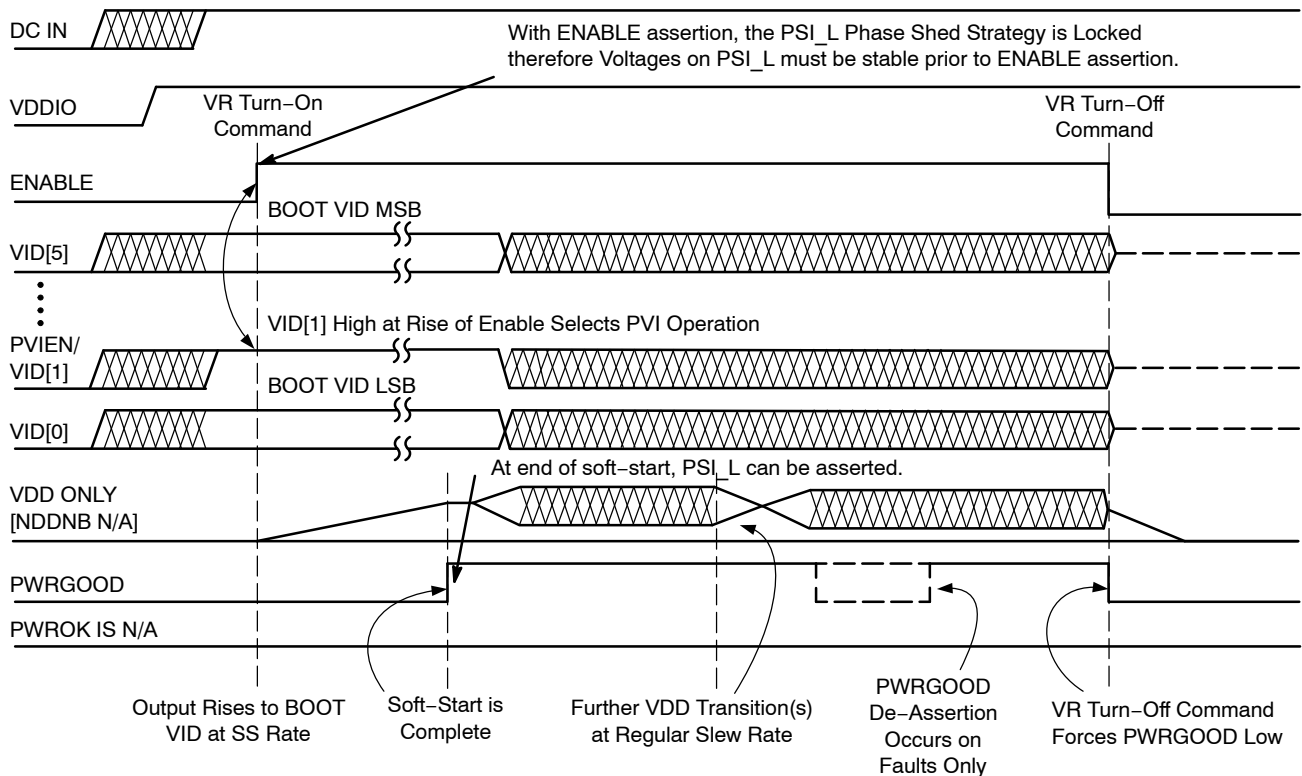 DC IN
With ENABLE assertion, the PSI_L Phase Shed Strategy is Locked
therefore Voltages on PSI_L must be stable prior to ENABLE assertion.
VDDIO
VR Turn−On
Command
VR Turn−Off
Command
ENABLE
BOOT VID MSB
VID[5]
VID[1] High at Rise of Enable Selects PVI Operation
PVIEN/
VID[1]
BOOT VID LSB
VID[0]
At end of soft−start, PSI_L can be asserted.
VDD ONLY
[NDDNB N/A]
PWRGOOD
PWROK IS N/A
Output Rises to BOOT
VID at SS Rate
Soft−Start is
Complete
Further VDD Transition(s)
at Regular Slew Rate
PWRGOOD
De−Assertion
Occurs on
Faults Only
VR Turn−Off Command
Forces PWRGOOD Low